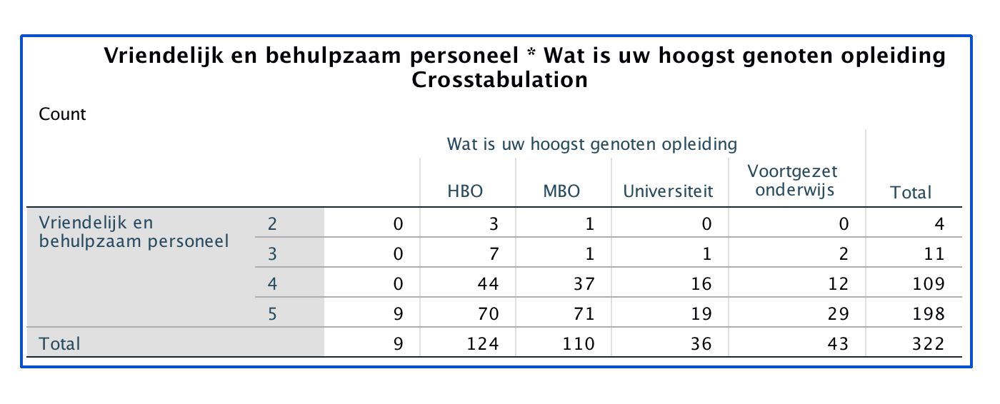 Vriendelijk en behulpzaam personeel * Wat is uw hoogst genoten opleiding
Crosstabulation
Count
Wat is uw hoogst genoten opleiding
HBO MBO Universiteit Voortgezet onderwijs Total
Vriendelijk en behulpzaam personeel 2 0 3 1 0 0 4
3 0 7 1 1 2 11
4 0 44 37 16 12 109
5 9 70 71 19 29 198
Total 9 124 110 36 43 322